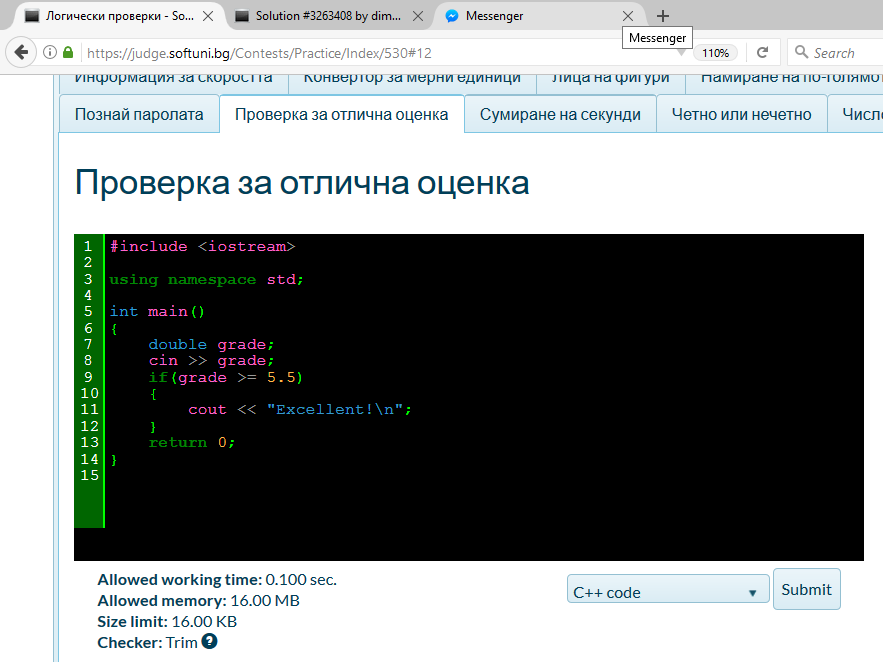 Логически проверки - So...
Solution #3263408 by dim...
Messenger
Messenger
https://judge.softuni.bg/Contests/Practice/Index/530#12
110%
Search
Информация за скоростта
Конвертор за мерни единици
Лица на фигури
Намиране на по-голямо
Познай паролата
Проверка за отлична оценка
Сумиране на секунди
Четно или нечетно
Число
Проверка за отлична оценка
1 #include <iostream>
2
3 using namespace std;
4
5 int main()
6 {
7 double grade;
8 cin >> grade;
9 if(grade >= 5.5)
10 {
11 cout << "Excellent!\n";
12 }
13 return 0;
14 }
15
Allowed working time: 0.100 sec.
Allowed memory: 16.00 MB
Size limit: 16.00 KB
Checker: Trim ?
C++ code
Submit